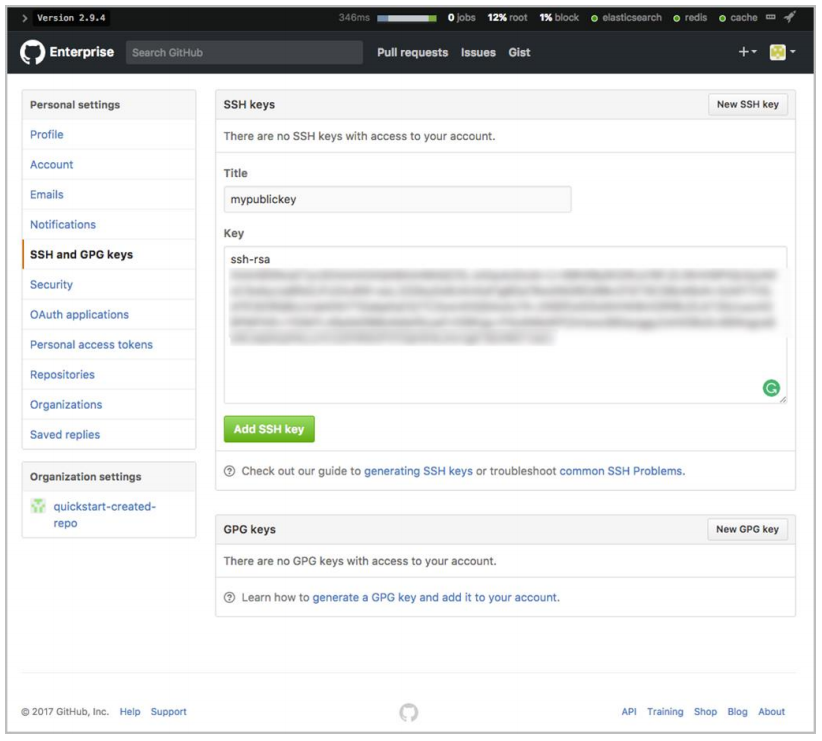 Version 2.9.4
346ms 0 jobs 12% root 1% block elasticsearch redis cache
Enterprise Search GitHub Pull requests Issues Gist
Personal settings
Profile
Account
Emails
Notifications
SSH and GPG keys
Security
OAuth applications
Personal access tokens
Repositories
Organizations
Saved replies
Organization settings
quickstart-created-
repo
SSH keys
New SSH key
There are no SSH keys with access to your account.
Title
mypublickey
Key
ssh-rsa
Add SSH key
Check out our guide to generating SSH keys or troubleshoot common SSH Problems.
GPG keys
New GPG key
There are no GPG keys with access to your account.
Learn how to generate a GPG key and add it to your account.
© 2017 GitHub, Inc. Help Support
API Training Shop Blog About